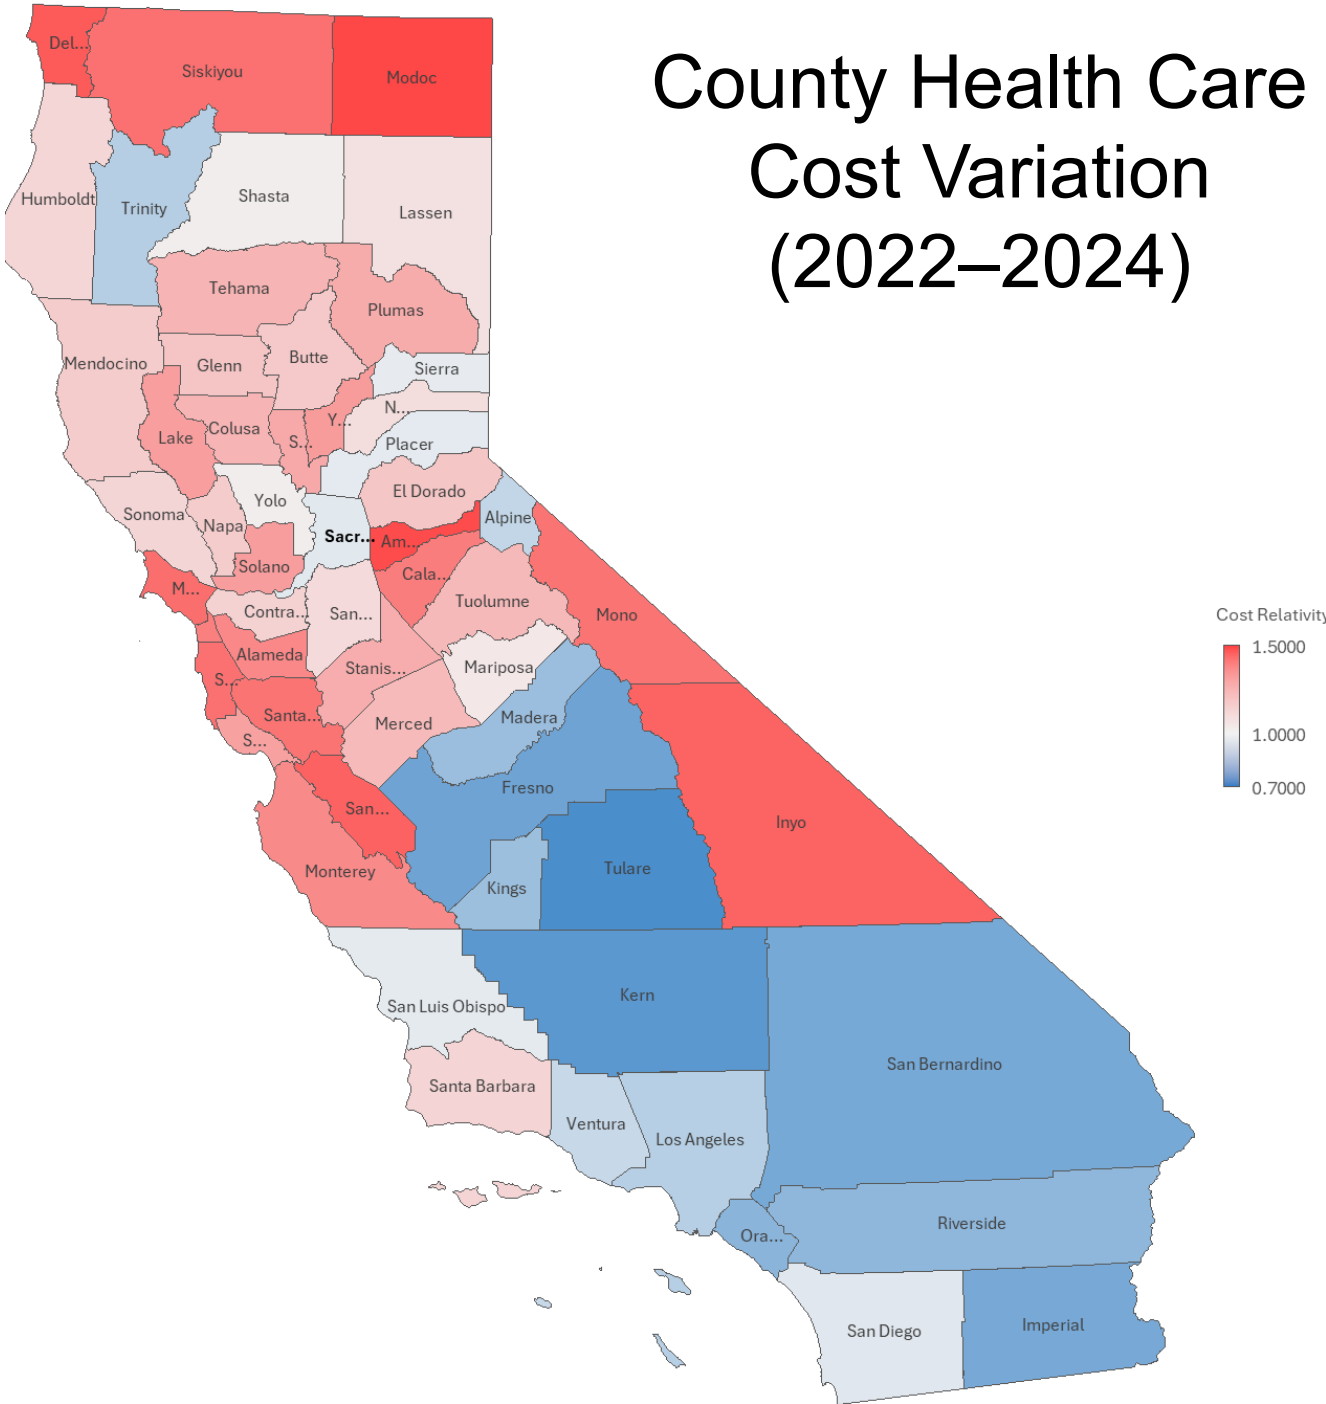 County Health Care
Cost Variation
(2022–2024)
Del...
Siskiyou
Modoc
Humboldt
Trinity
Shasta
Lassen
Tehama
Plumas
Mendocino
Glenn
Butte
Sierra
N...
Lake
Colusa
S...
Y...
Placer
El Dorado
Sonoma
Napa
Yolo
Sacr...
Am...
Alpine
Solano
Cala...
M...
Contra...
San...
Tuolumne
Mono
Alameda
Stanis...
Mariposa
S...
Santa...
Merced
Madera
S...
Fresno
San...
Inyo
Monterey
Kings
Tulare
San Luis Obispo
Kern
San Bernardino
Santa Barbara
Ventura
Los Angeles
Ora...
Riverside
San Diego
Imperial
Cost Relativity
1.5000
1.0000
0.7000